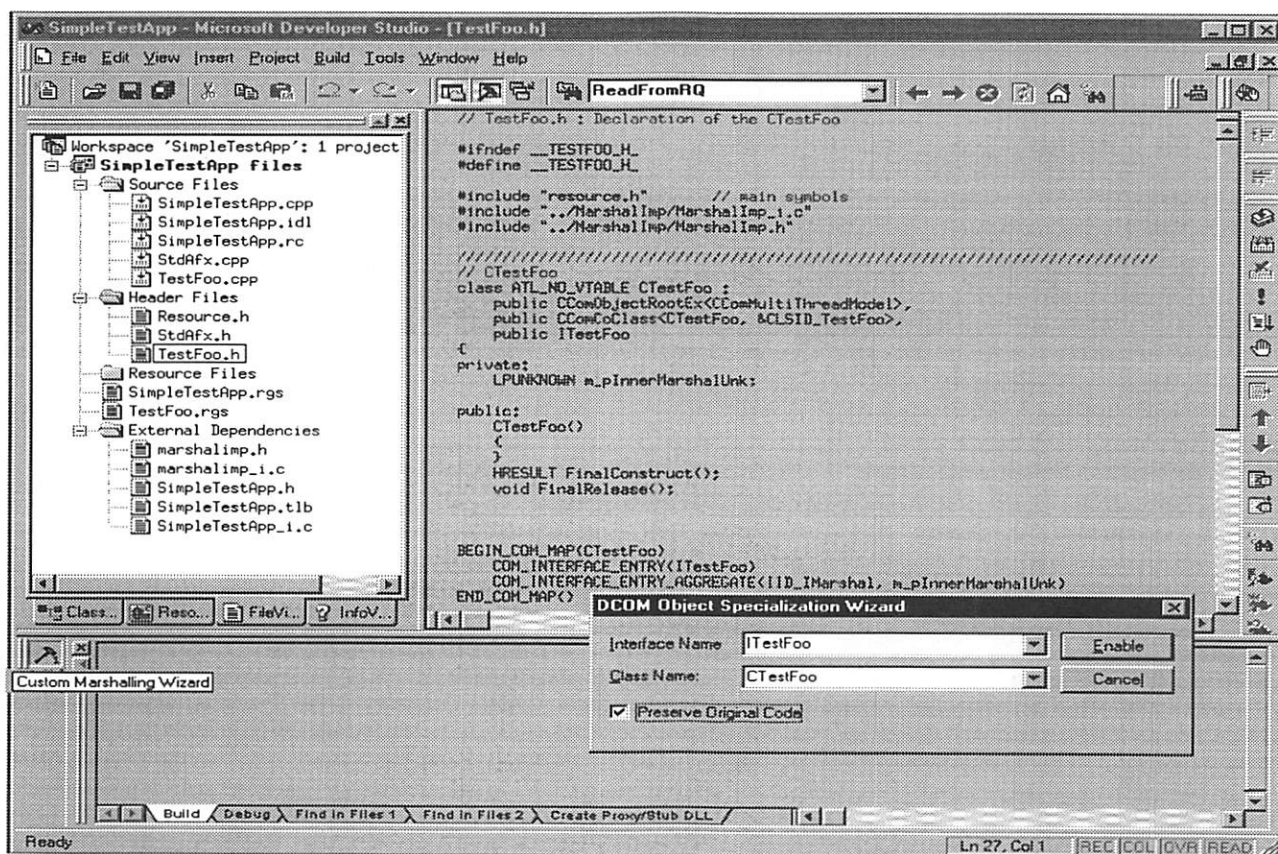 SimpleTestApp - Microsoft Developer Studio - [TestFoo.h]
File Edit View Insert Project Build Tools Window Help
ReadFromRQ
Workspace 'SimpleTestApp': 1 project
SimpleTestApp files
Source Files
SimpleTestApp.cpp
SimpleTestApp.idl
SimpleTestApp.rc
StdAfx.cpp
TestFoo.cpp
Header Files
Resource.h
StdAfx.h
TestFoo.h
Resource Files
SimpleTestApp.rgs
TestFoo.rgs
External Dependencies
marshalimp.h
marshalimp_i.c
SimpleTestApp.h
SimpleTestApp.tlb
SimpleTestApp_i.c
Class... Reso... FileVi... InfoV...
// TestFoo.h : Declaration of the CTestFoo
#ifndef __TESTFOO_H_
#define __TESTFOO_H_
#include "resource.h" // main symbols
#include "../MarshalImp/MarshalImp_i.c"
#include "../MarshalImp/MarshalImp.h"
/////////////////////////////////////////////////////////////////////////////
// CTestFoo
class ATL_NO_VTABLE CTestFoo :
public CComObjectRootEx<CComMultiThreadModel>,
public CComCoClass<CTestFoo, &CLSID_TestFoo>,
public ITestFoo
{
private:
LPUNKNOWN m_pInnerMarshalUnk;
public:
CTestFoo()
{
}
HRESULT FinalConstruct();
void FinalRelease();
BEGIN_COM_MAP(CTestFoo)
COM_INTERFACE_ENTRY(ITestFoo)
COM_INTERFACE_ENTRY_AGGREGATE(IID_IMarshal, m_pInnerMarshalUnk)
END_COM_MAP()
DCOM Object Specialization Wizard
Interface Name ITestFoo Enable
Class Name: CTestFoo Cancel
Preserve Original Code
Custom Marshalling Wizard
Build Debug Find in Files 1 Find in Files 2 Create Proxy/Stub DLL
Ready
Ln 27, Col 1 REC COL OVR READ